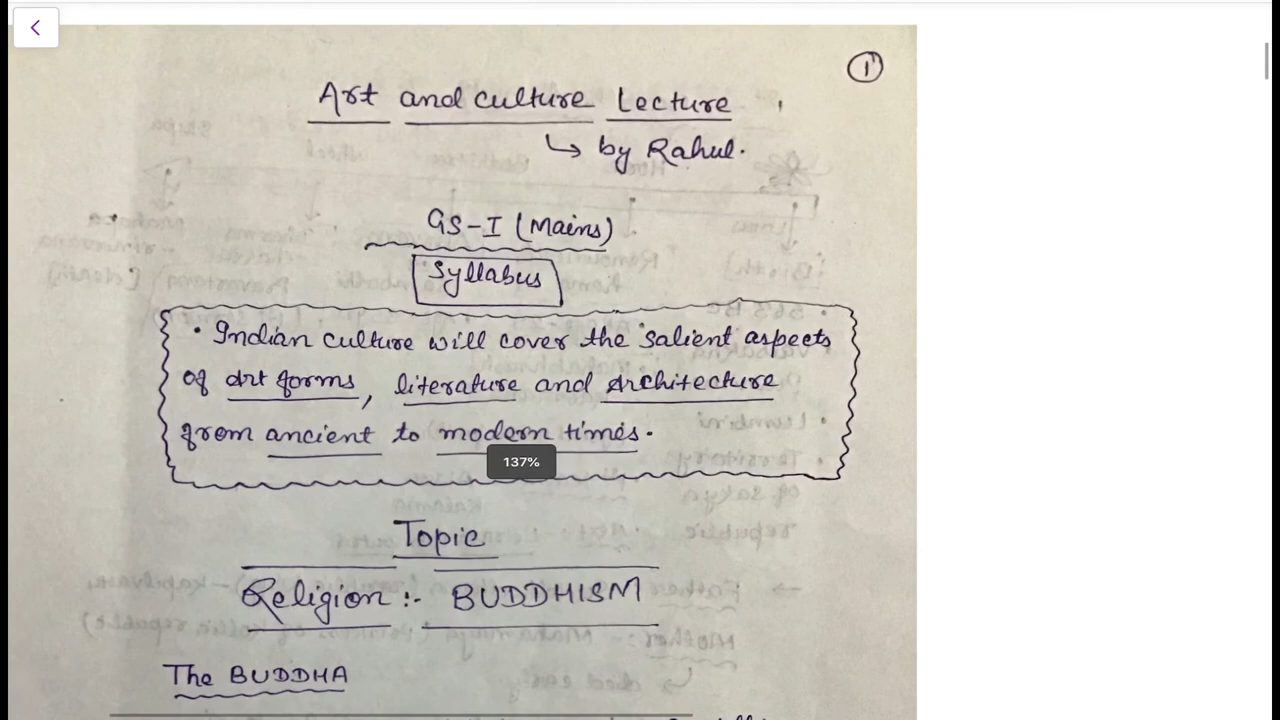 1
Art and culture Lecture
↳ by Rahul.
GS-I (Mains)
Syllabus
• Indian culture will cover the salient aspects
of Art forms, literature and Architecture
from ancient to modern times.
137%
Topic
Religion :- BUDDHISM
The BUDDHA